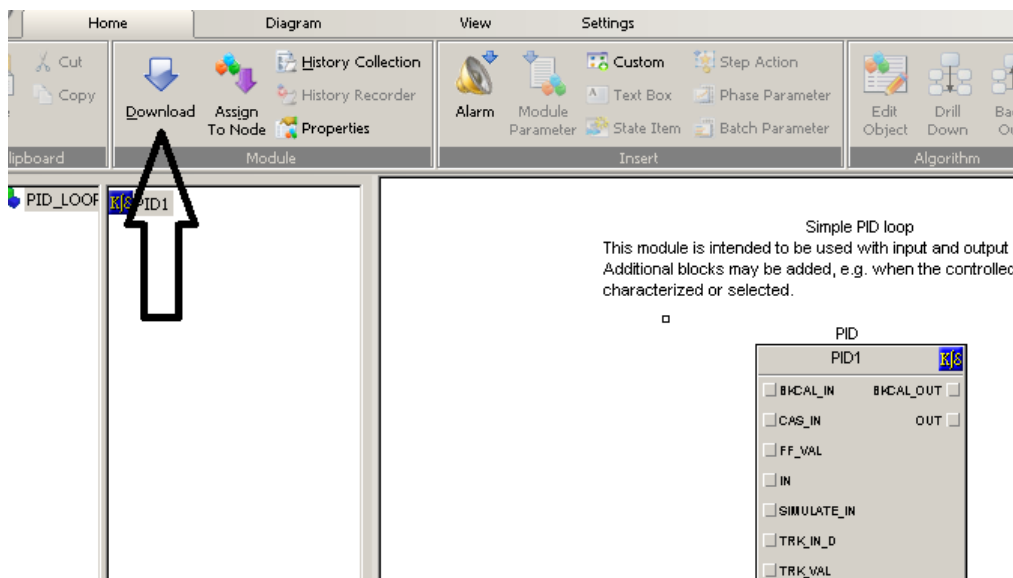 Home Diagram View Settings
Cut
Copy
Download
Assign To Node
History Collection
History Recorder
Properties
Module
Alarm
Module Parameter
Custom
Text Box
State Item
Step Action
Phase Parameter
Batch Parameter
Insert
Edit Object
Drill Down
Algorithm
PID_LOOP
PID1
Simple PID loop
This module is intended to be used with input and output
Additional blocks may be added, e.g. when the controlled
characterized or selected.
PID
PID1
BKCAL_IN BKCAL_OUT
CAS_IN OUT
FF_VAL
IN
SIMULATE_IN
TRK_IN_D
TRK_VAL